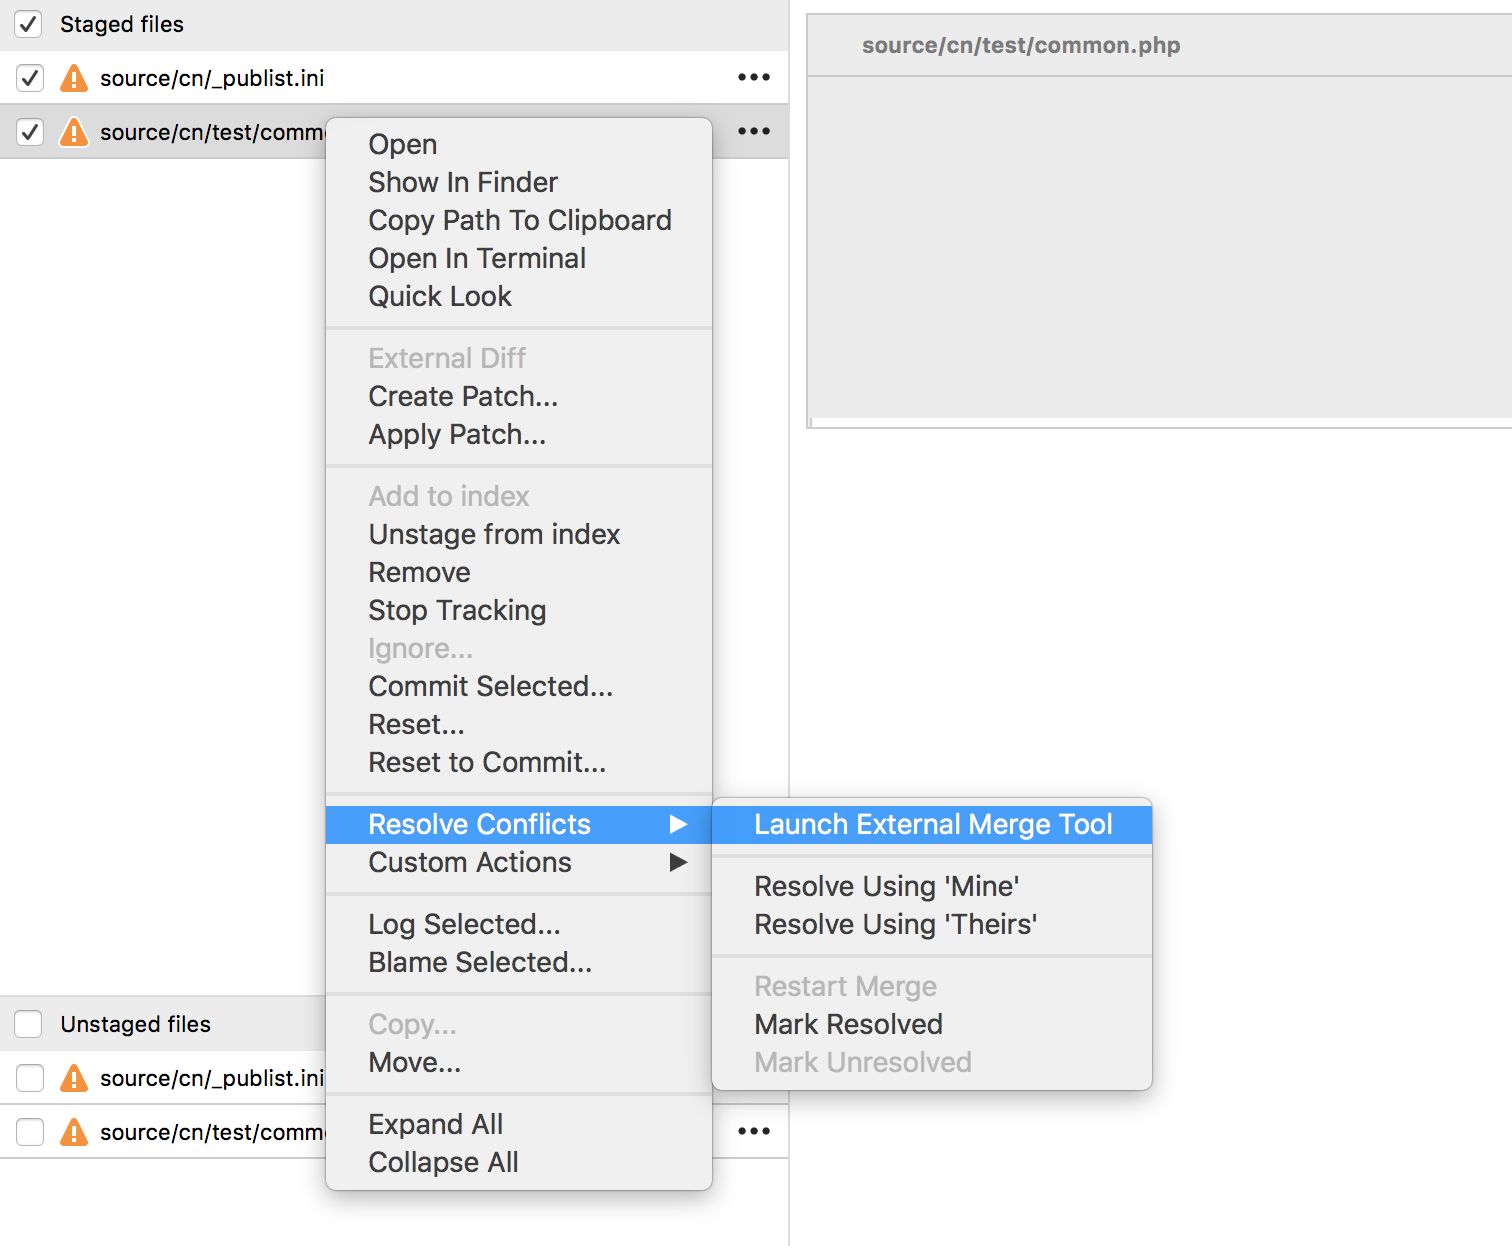 Staged files
source/cn/_publist.ini
source/cn/test/comm
source/cn/test/common.php
Open
Show In Finder
Copy Path To Clipboard
Open In Terminal
Quick Look
External Diff
Create Patch...
Apply Patch...
Add to index
Unstage from index
Remove
Stop Tracking
Ignore...
Commit Selected...
Reset...
Reset to Commit...
Resolve Conflicts
Custom Actions
Log Selected...
Blame Selected...
Copy...
Move...
Expand All
Collapse All
Launch External Merge Tool
Resolve Using 'Mine'
Resolve Using 'Theirs'
Restart Merge
Mark Resolved
Mark Unresolved
Unstaged files
source/cn/_publist.ini
source/cn/test/comm